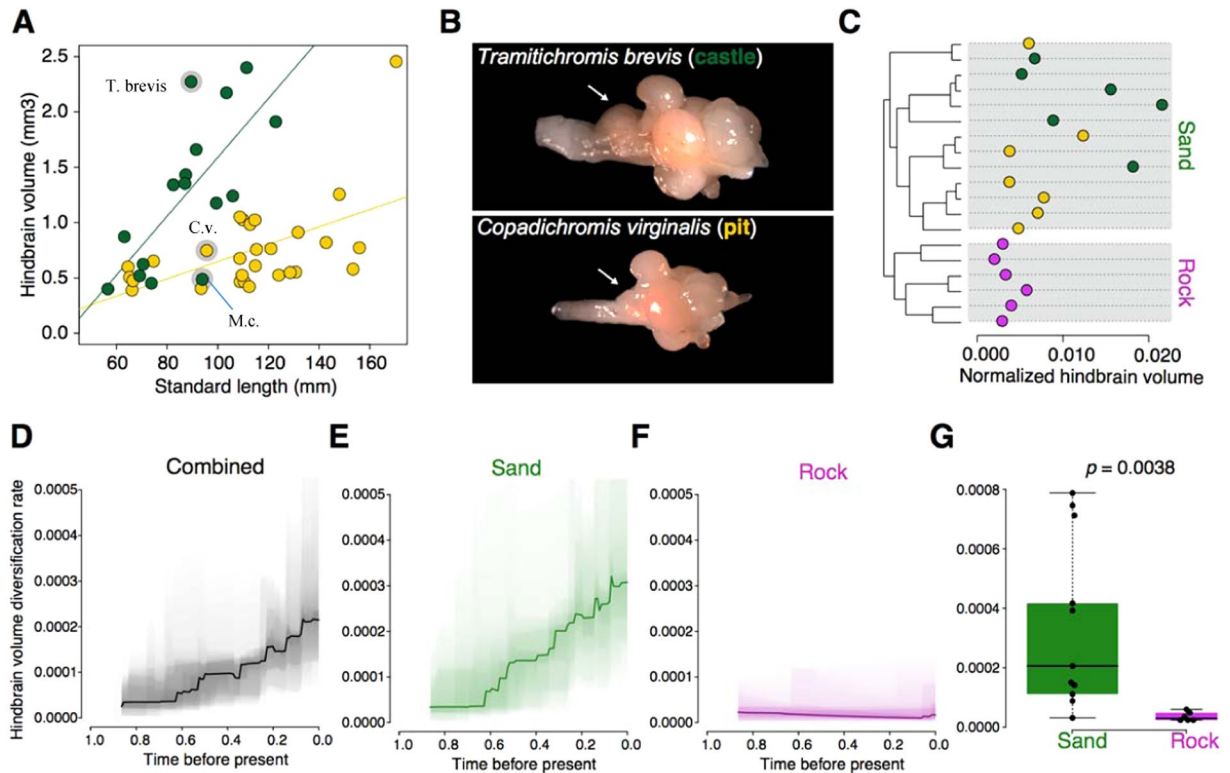 A
Hindbrain volume (mm3)
2.5
2.0
1.5
1.0
0.5
0.0
T. brevis
C.v.
M.c.
60 80 100 120 140 160
Standard length (mm)
B
Tramitichromis brevis (castle)
Copadichromis virginalis (pit)
C
Sand
Rock
0.000 0.010 0.020
Normalized hindbrain volume
D
Combined
Hindbrain volume diversification rate
0.0005
0.0004
0.0003
0.0002
0.0001
0.0000
1.0 0.8 0.6 0.4 0.2 0.0
Time before present
E
Sand
0.0005
0.0004
0.0003
0.0002
0.0001
0.0000
1.0 0.8 0.6 0.4 0.2 0.0
Time before present
F
Rock
0.0005
0.0004
0.0003
0.0002
0.0001
0.0000
1.0 0.8 0.6 0.4 0.2 0.0
Time before present
G
p = 0.0038
0.0008
0.0006
0.0004
0.0002
0.0000
Sand
Rock